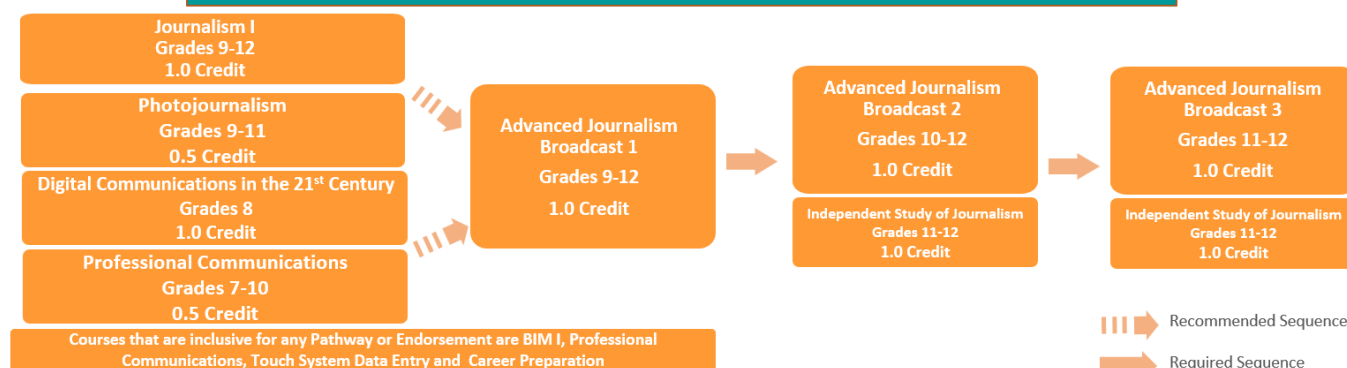 Journalism I
Grades 9-12
1.0 Credit
Photojournalism
Grades 9-11
0.5 Credit
Digital Communications in the 21st Century
Grades 8
1.0 Credit
Professional Communications
Grades 7-10
0.5 Credit
Courses that are inclusive for any Pathway or Endorsement are BIM I, Professional
Communications, Touch System Data Entry and Career Preparation
Advanced Journalism
Broadcast 1
Grades 9-12
1.0 Credit
Advanced Journalism
Broadcast 2
Grades 10-12
1.0 Credit
Independent Study of Journalism
Grades 11-12
1.0 Credit
Advanced Journalism
Broadcast 3
Grades 11-12
1.0 Credit
Independent Study of Journalism
Grades 11-12
1.0 Credit
Recommended Sequence
Required Sequence